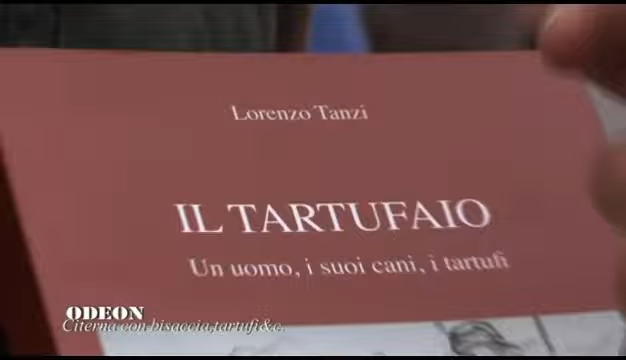 Lorenzo Tanzi
IL TARTUFAIO
Un uomo, i suoi cani, i tartufi
ODEON
Citerna con bisaccia,tartufi&c.